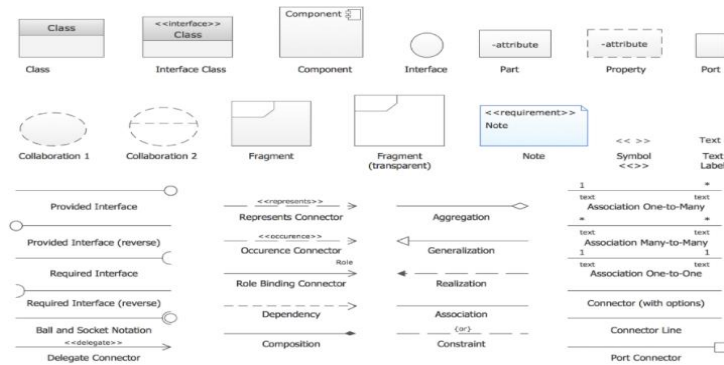 Class
<<interface>>
Class
Component
-attribute
-attribute
Class
Interface Class
Component
Interface
Part
Property
Port
<<requirement>>
Note
<< >>
Text
Collaboration 1
Collaboration 2
Fragment
Fragment
(transparent)
Note
Symbol
<<>>
Text
Label
Provided Interface
Provided Interface (reverse)
Required Interface
Required Interface (reverse)
Ball and Socket Notation
<<delegate>>
Delegate Connector
<<represents>>
Represents Connector
<<occurence>>
Occurence Connector
Role
Role Binding Connector
Dependency
Composition
Aggregation
Generalization
Realization
Association
{or}
Constraint
1 *
text text
Association One-to-Many
* *
text text
Association Many-to-Many
1 1
text text
Association One-to-One
Connector (with options)
Connector Line
Port Connector